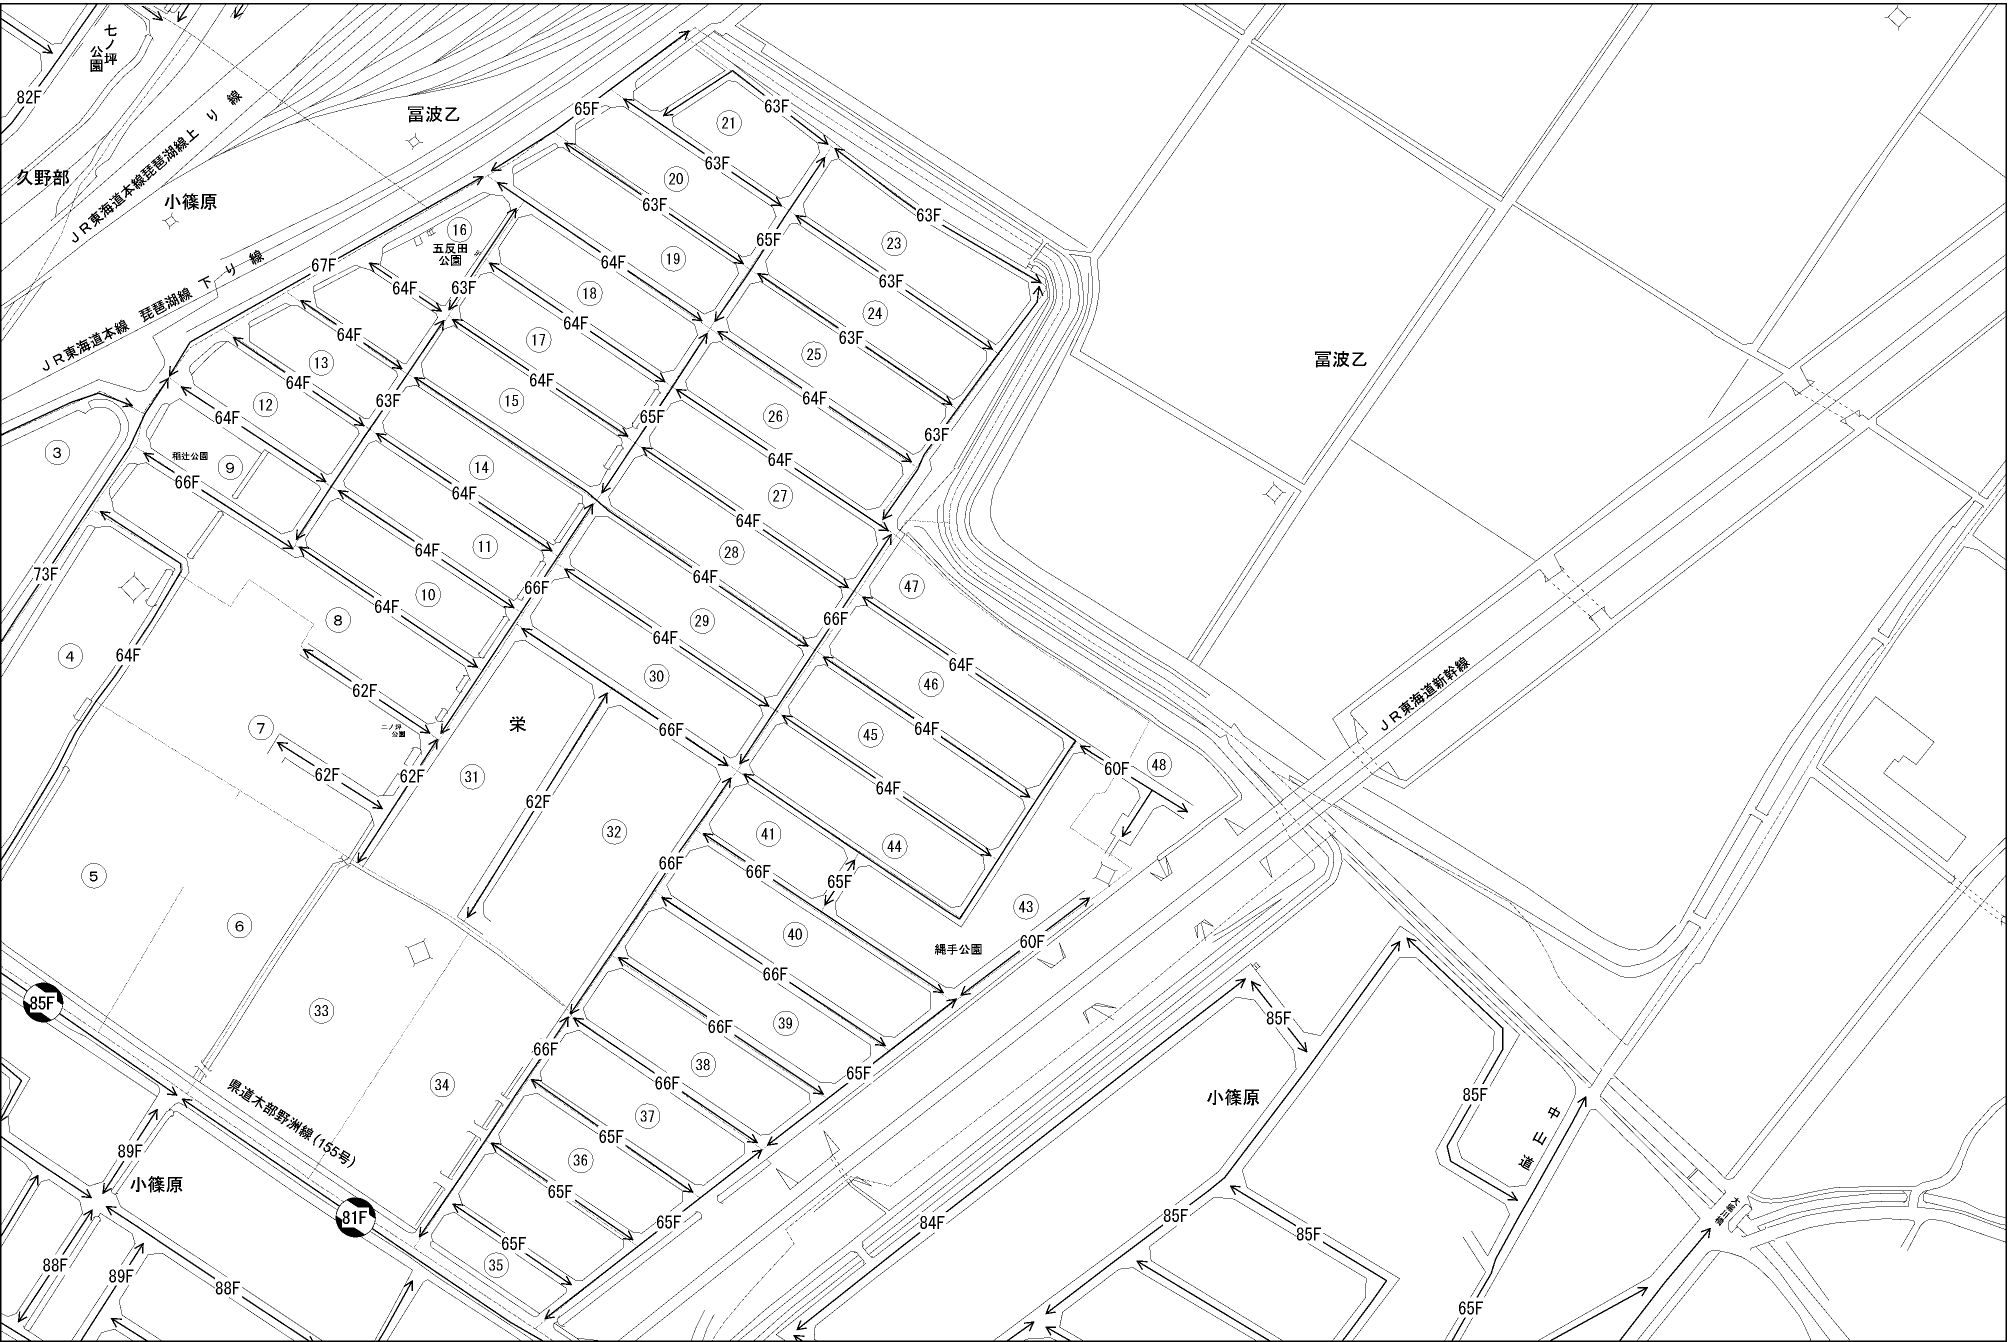 七ノ坪
公園
82F
久野部
冨波乙
小篠原
JR東海道本線琵琶湖線上り線
JR東海道本線 琵琶湖線 下り線
65F
63F
21
63F
20
63F
16
五反田
公園
67F
64F
63F
64F
19
65F
63F
23
18
64F
63F
24
64F
17
63F
25
13
64F
冨波乙
64F
63F
15
64F
12
64F
65F
26
63F
3
稲辻公園
9
66F
14
64F
64F
27
64F
11
64F
28
73F
64F
66F
47
10
64F
8
29
66F
4
64F
64F
64F
30
46
62F
二ノ坪
公園
栄
66F
64F
45
7
62F
62F
31
62F
60F
48
64F
JR東海道新幹線
32
41
44
66F
66F
65F
5
6
40
43
60F
縄手公園
66F
85F
33
66F
39
85F
66F
38
65F
34
66F
小篠原
85F
県道木部野洲線(155号)
37
65F
中山道
89F
小篠原
36
65F
81F
65F
84F
85F
85F
65F
35
88F
89F
88F
65F